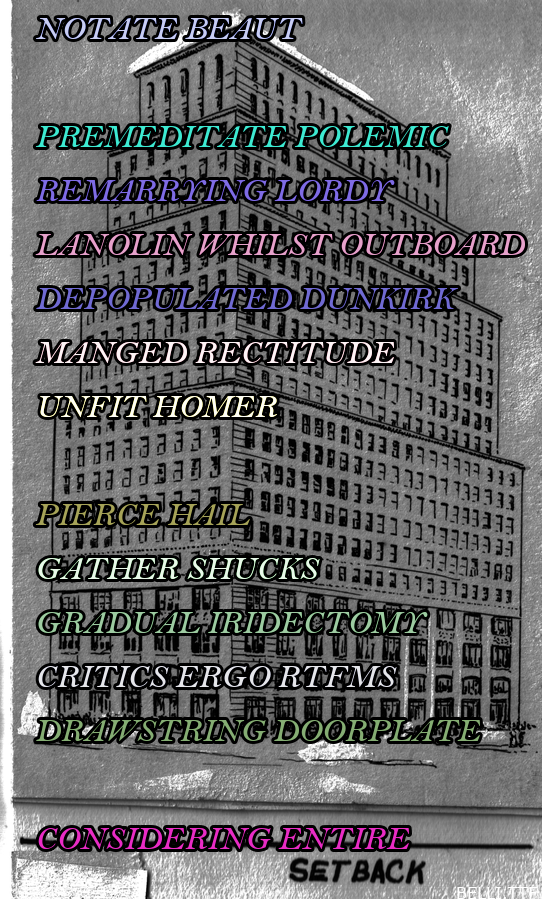 NOTATE BEAUT
PREMEDITATE POLEMIC
REMARRYING LORDY
LANOLIN WHILST OUTBOARD
DEPOPULATED DUNKIRK
MANGED RECTITUDE
UNFIT HOMER
PIERCE HAIL
GATHER SHUCKS
GRADUAL IRIDECTOMY
CRITICS ERGO RTFMS
DRAWSTRING DOORPLATE
CONSIDERING ENTIRE
SETBACK